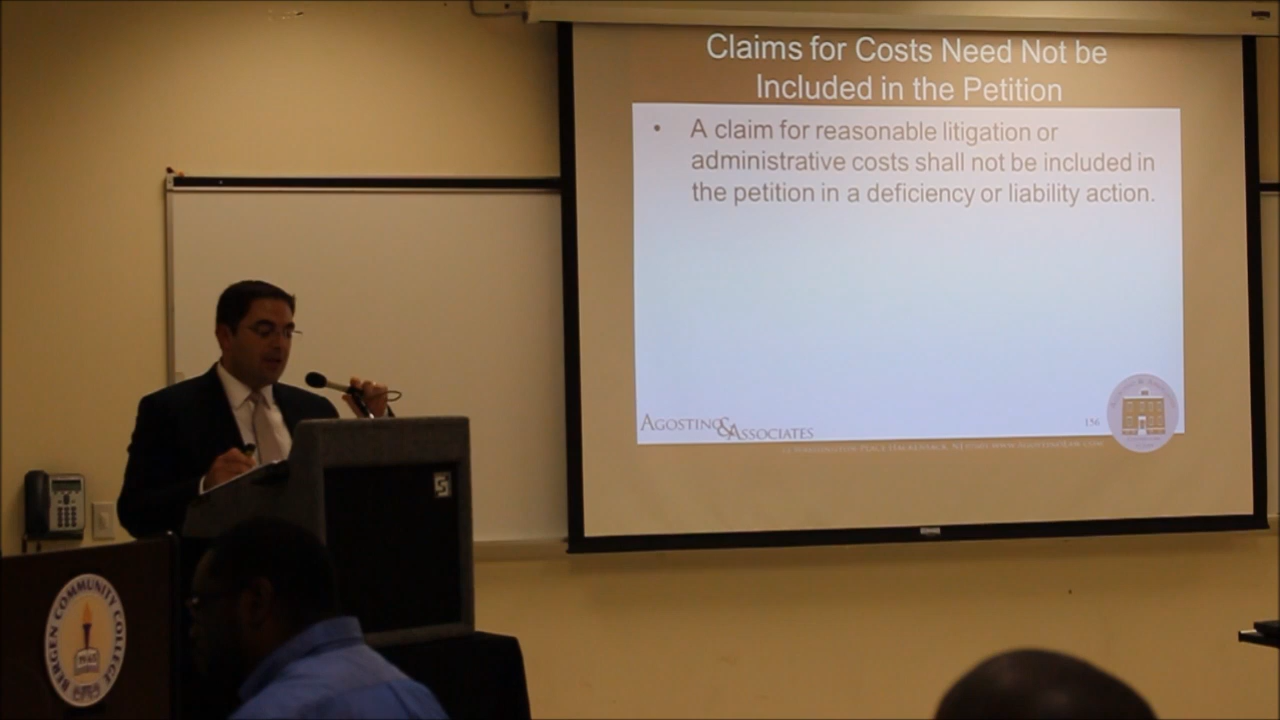 Claims for Costs Need Not be
Included in the Petition
• A claim for reasonable litigation or
administrative costs shall not be included in
the petition in a deficiency or liability action.
AGOSTINO & ASSOCIATES
156
BERGEN COMMUNITY COLLEGE